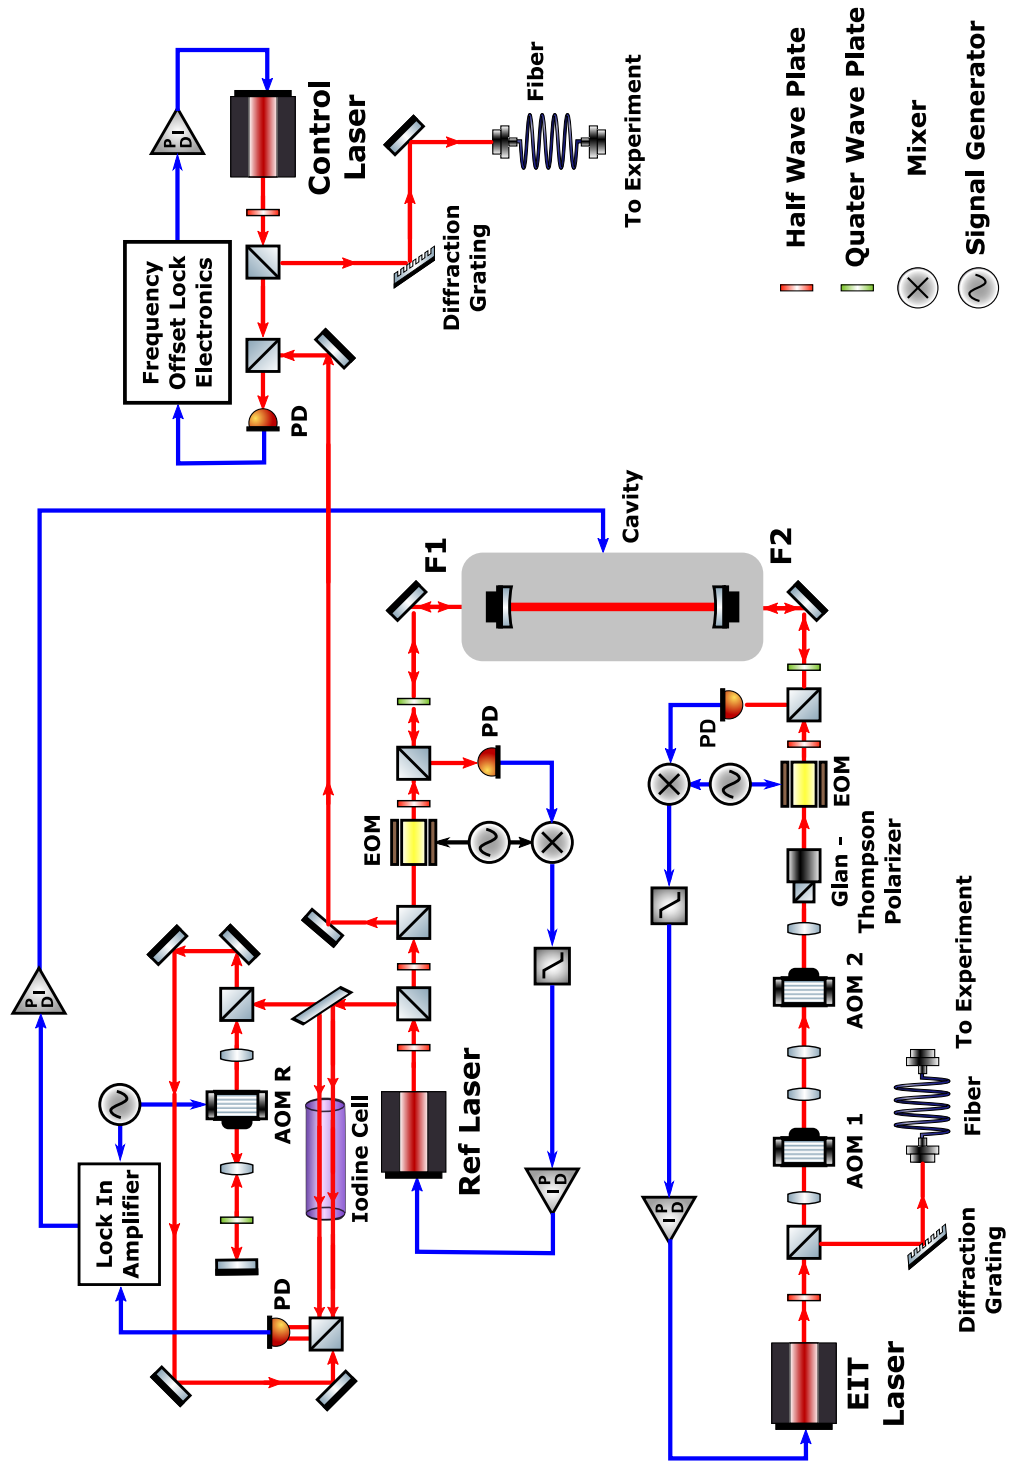 PID
Lock In
Amplifier
Frequency
Offset Lock
Electronics
PID
PD
AOM R
PD
Control
Laser
Iodine Cell
EOM
F1
Diffraction
Grating
Ref Laser
PD
Fiber
PID
Cavity
To Experiment
PID
PD
F2
Half Wave Plate
EOM
Glan -
Thompson
Polarizer
AOM 1
AOM 2
Quater Wave Plate
EIT
Laser
Mixer
Fiber
To Experiment
Diffraction
Grating
Signal Generator